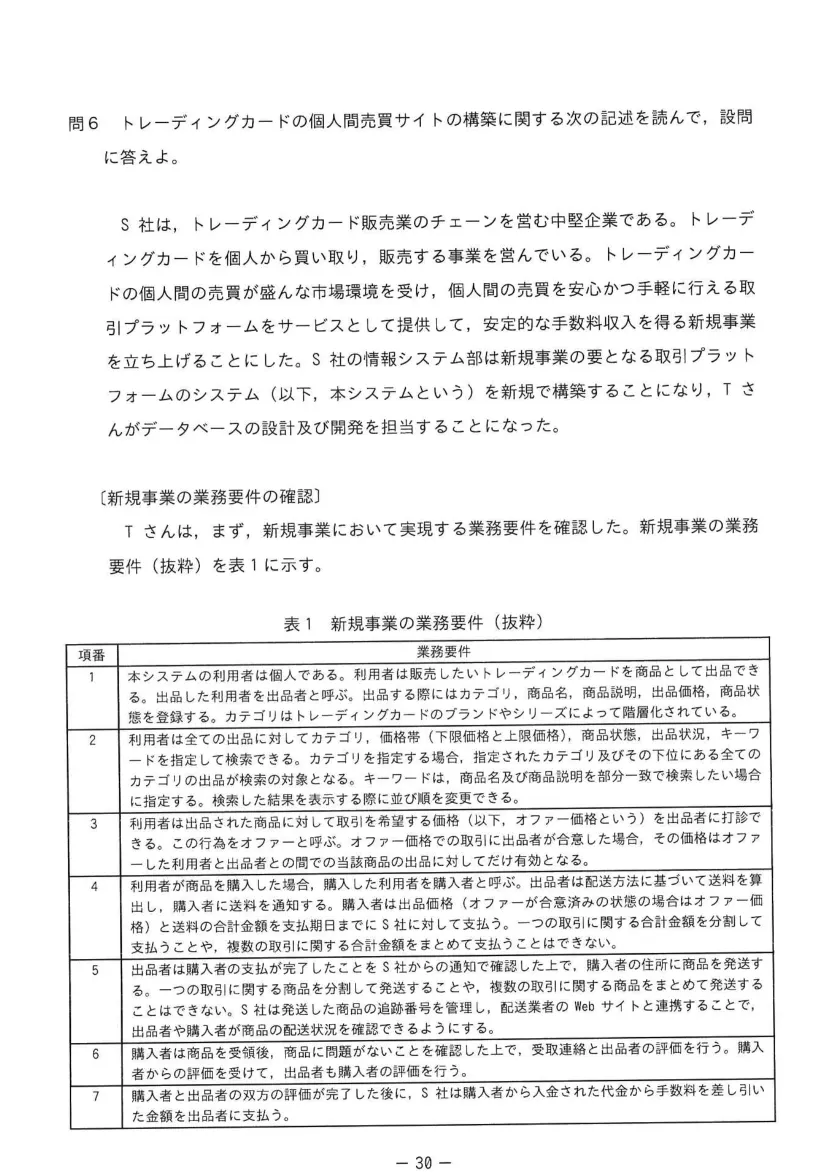 問6　トレーディングカードの個人間売買サイトの構築に関する次の記述を読んで，設問
に答えよ。
S 社は，トレーディングカード販売業のチェーンを営む中堅企業である。トレーデ
ィングカードを個人から買い取り，販売する事業を営んでいる。トレーディングカー
ドの個人間の売買が盛んな市場環境を受け，個人間の売買を安心かつ手軽に行える取
引プラットフォームをサービスとして提供して，安定的な手数料収入を得る新規事業
を立ち上げることにした。S 社の情報システム部は新規事業の要となる取引プラット
フォームのシステム（以下，本システムという）を新規で構築することになり，T さ
んがデータベースの設計及び開発を担当することになった。
〔新規事業の業務要件の確認〕
T さんは，まず，新規事業において実現する業務要件を確認した。新規事業の業務
要件（抜粋）を表1に示す。
表1　新規事業の業務要件（抜粋）
項番　業務要件
1　本システムの利用者は個人である。利用者は販売したいトレーディングカードを商品として出品でき
る。出品した利用者を出品者と呼ぶ。出品する際にはカテゴリ，商品名，商品説明，出品価格，商品状
態を登録する。カテゴリはトレーディングカードのブランドやシリーズによって階層化されている。
2　利用者は全ての出品に対してカテゴリ，価格帯（下限価格と上限価格），商品状態，出品状況，キーワ
ードを指定して検索できる。カテゴリを指定する場合，指定されたカテゴリ及びその下位にある全ての
カテゴリの出品が検索の対象となる。キーワードは，商品名及び商品説明を部分一致で検索したい場合
に指定する。検索した結果を表示する際に並び順を変更できる。
3　利用者は出品された商品に対して取引を希望する価格（以下，オファー価格という）を出品者に打診で
きる。この行為をオファーと呼ぶ。オファー価格での取引に出品者が合意した場合，その価格はオファ
ーした利用者と出品者との間での当該商品の出品に対してだけ有効となる。
4　利用者が商品を購入した場合，購入した利用者を購入者と呼ぶ。出品者は配送方法に基づいて送料を算
出し，購入者に送料を通知する。購入者は出品価格（オファーが合意済みの状態の場合はオファー価
格）と送料の合計金額を支払期日までに S 社に対して支払う。一つの取引に関する合計金額を分割して
支払うことや，複数の取引に関する合計金額をまとめて支払うことはできない。
5　出品者は購入者の支払が完了したことを S 社からの通知で確認した上で，購入者の住所に商品を発送す
る。一つの取引に関する商品を分割して発送することや，複数の取引に関する商品をまとめて発送する
ことはできない。S 社は発送した商品の追跡番号を管理し，配送業者の Web サイトと連携することで，
出品者や購入者が商品の配送状況を確認できるようにする。
6　購入者は商品を受領後，商品に問題がないことを確認した上で，受取連絡と出品者の評価を行う。購入
者からの評価を受けて，出品者も購入者の評価を行う。
7　購入者と出品者の双方の評価が完了した後に，S 社は購入者から入金された代金から手数料を差し引い
た金額を出品者に支払う。
― 30 ―